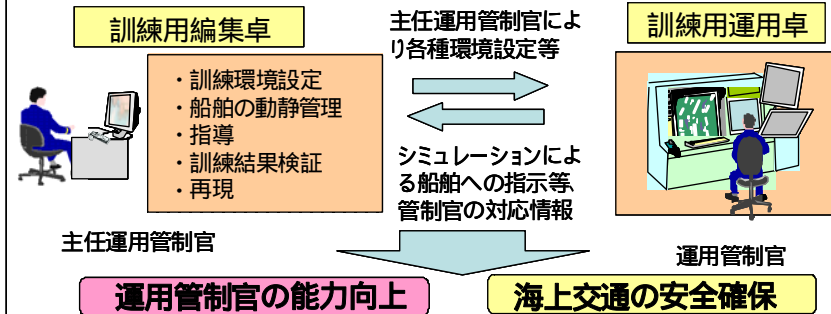 訓練用編集卓
主任運用管制官によ
り各種環境設定等
訓練用運用卓
・訓練環境設定
・船舶の動静管理
・指導
・訓練結果検証
・再現
シミュレーションによ
る船舶への指示等、
管制官の対応情報
主任運用管制官
運用管制官
運用管制官の能力向上
海上交通の安全確保